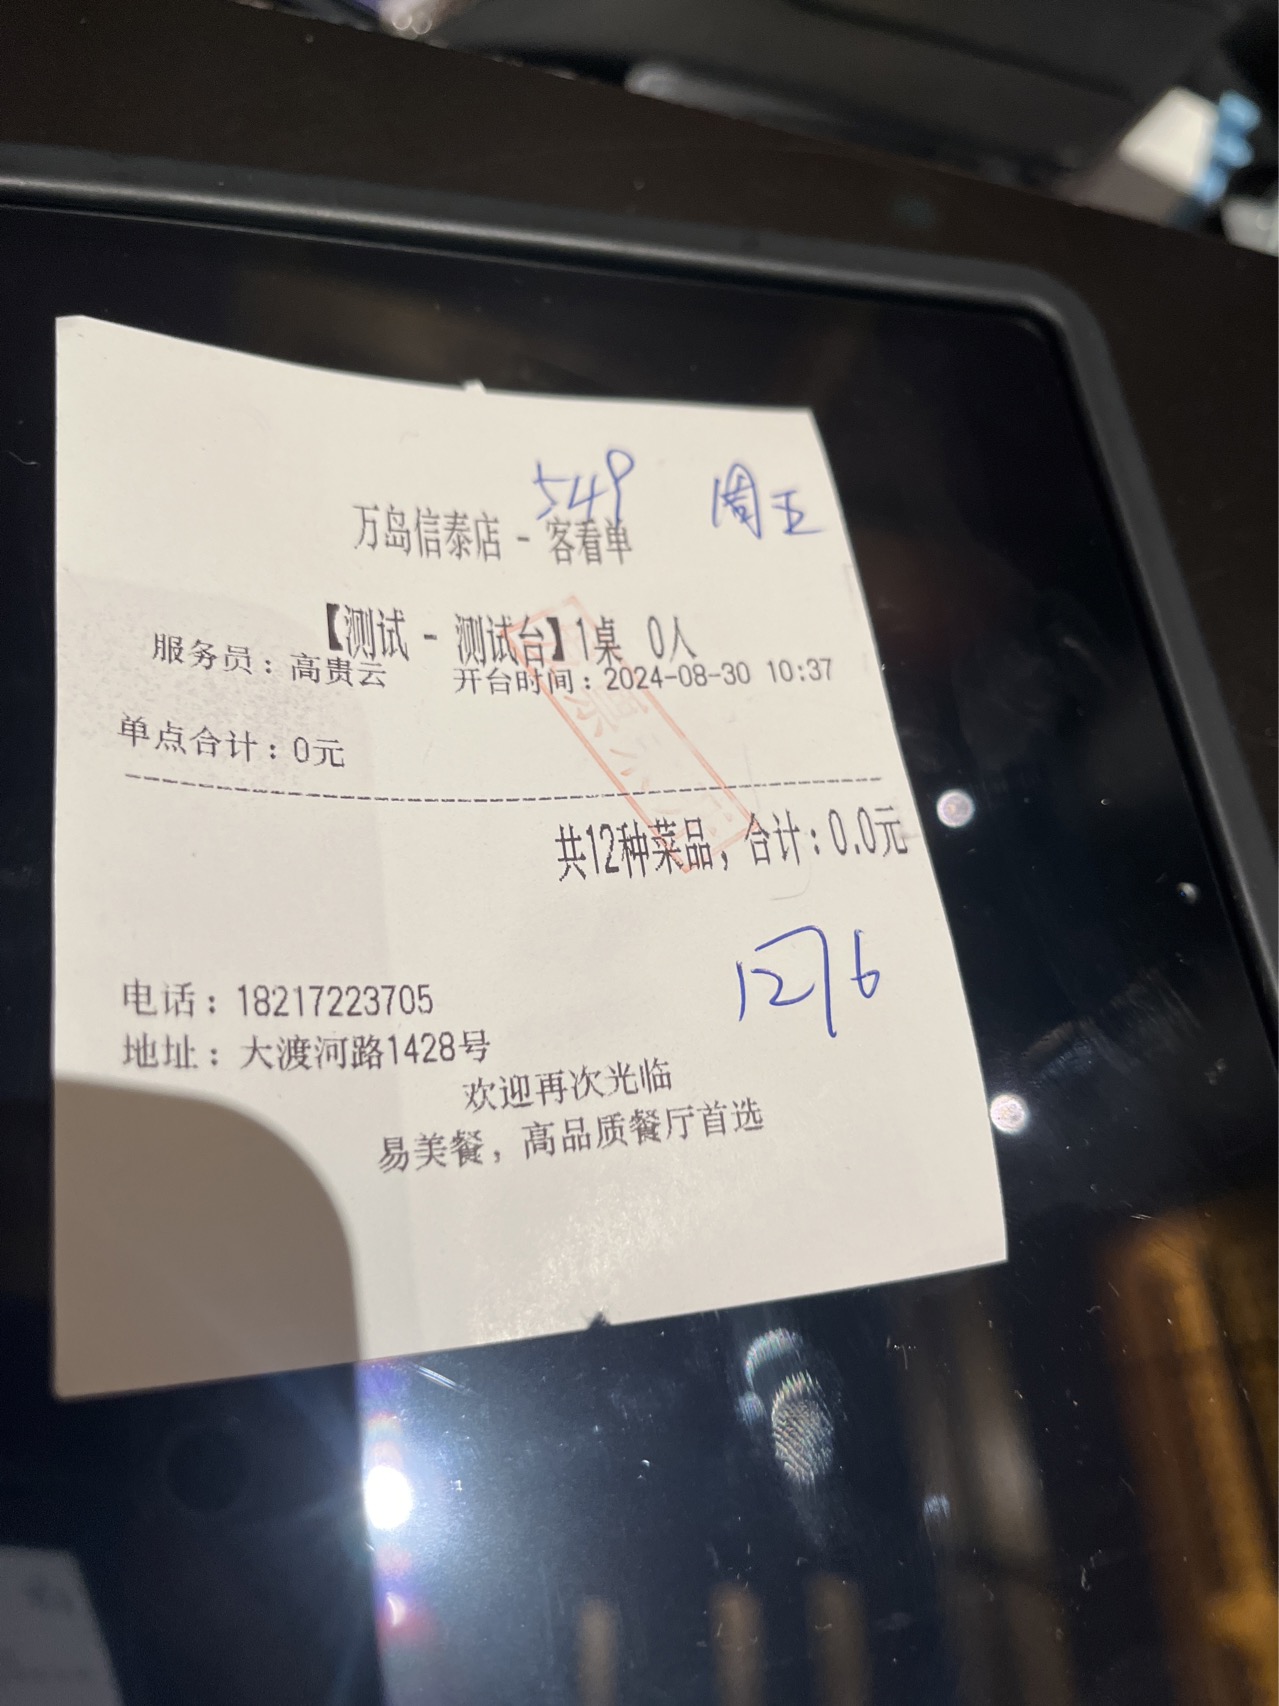 549 周五
万岛信泰店 - 客看单
【测试 - 测试台】1桌 0人
服务员：高贵云 开台时间：2024-08-30 10:37
单点合计：0元
共12种菜品，合计：0.0元
1276
电话：18217223705
地址：大渡河路1428号
欢迎再次光临
易美餐，高品质餐厅首选